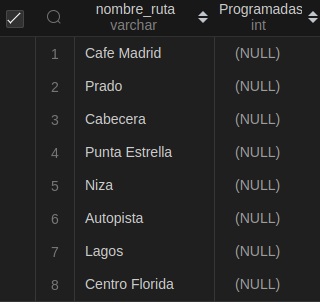 nombre_ruta Programadas
varchar int
1 Cafe Madrid (NULL)
2 Prado (NULL)
3 Cabecera (NULL)
4 Punta Estrella (NULL)
5 Niza (NULL)
6 Autopista (NULL)
7 Lagos (NULL)
8 Centro Florida (NULL)